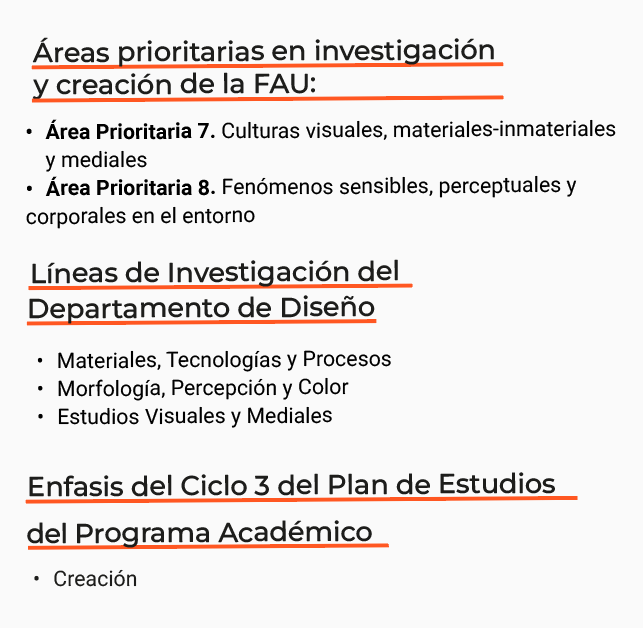 Áreas prioritarias en investigación
y creación de la FAU:
• Área Prioritaria 7. Culturas visuales, materiales-inmateriales
y mediales
• Área Prioritaria 8. Fenómenos sensibles, perceptuales y
corporales en el entorno
Líneas de Investigación del
Departamento de Diseño
• Materiales, Tecnologías y Procesos
• Morfología, Percepción y Color
• Estudios Visuales y Mediales
Enfasis del Ciclo 3 del Plan de Estudios
del Programa Académico
• Creación